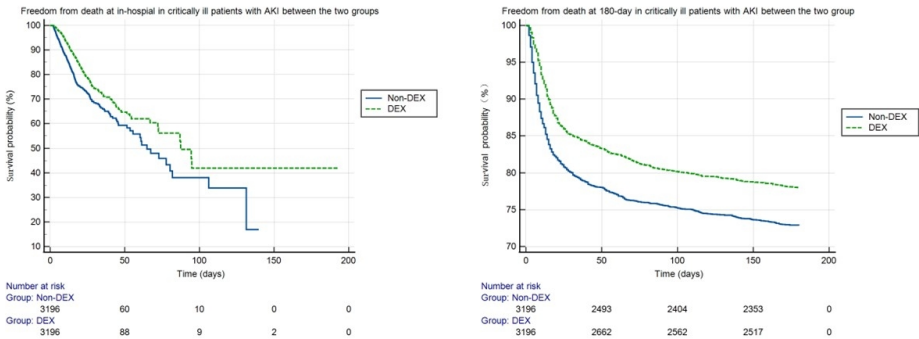 Freedom from death at in-hospial in critically ill patients with AKI between the two groups
100
90
80
70
60
50
40
30
20
10
Survival probability (%)
0 50 100 150 200
Time (days)
Non-DEX
DEX
Number at risk
Group: Non-DEX
3196 60 10 0 0
Group: DEX
3196 88 9 2 0
Freedom from death at 180-day in critically ill patients with AKI between the two group
100
95
90
85
80
75
70
Survival probability (%)
0 50 100 150 200
Time (days)
Non-DEX
DEX
Number at risk
Group: Non-DEX
3196 2493 2404 2353 0
Group: DEX
3196 2662 2562 2517 0